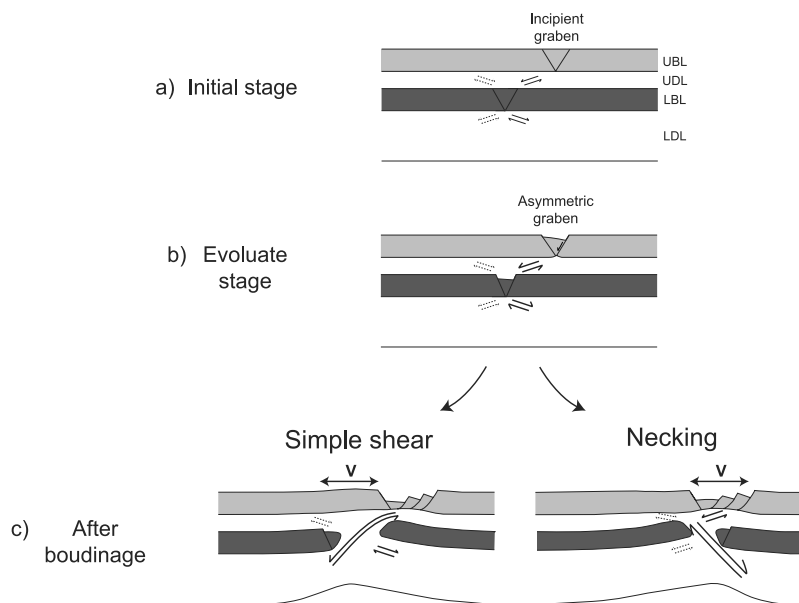 Incipient
graben
UBL
UDL
a) Initial stage
LBL
LDL
Asymmetric
graben
b) Evoluate
stage
Simple shear
Necking
V
V
c) After
boudinage